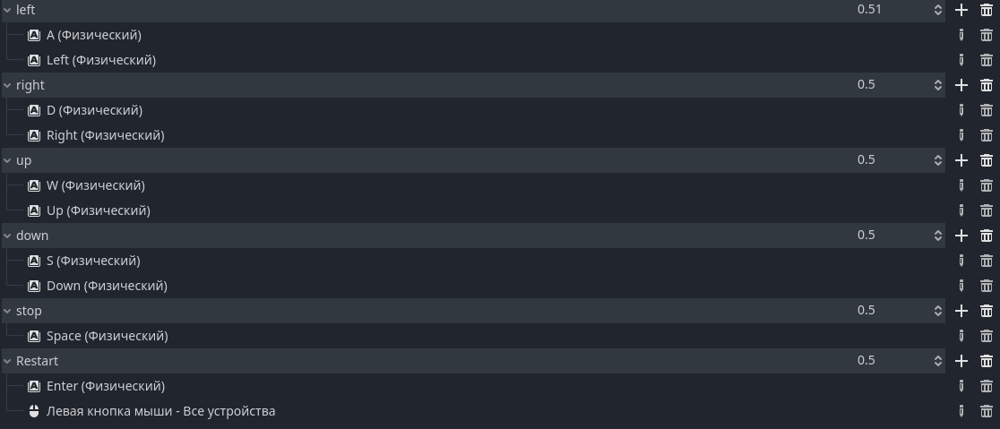 left 0.51
A (Физический)
Left (Физический)
right 0.5
D (Физический)
Right (Физический)
up 0.5
W (Физический)
Up (Физический)
down 0.5
S (Физический)
Down (Физический)
stop 0.5
Space (Физический)
Restart 0.5
Enter (Физический)
Левая кнопка мыши - Все устройства